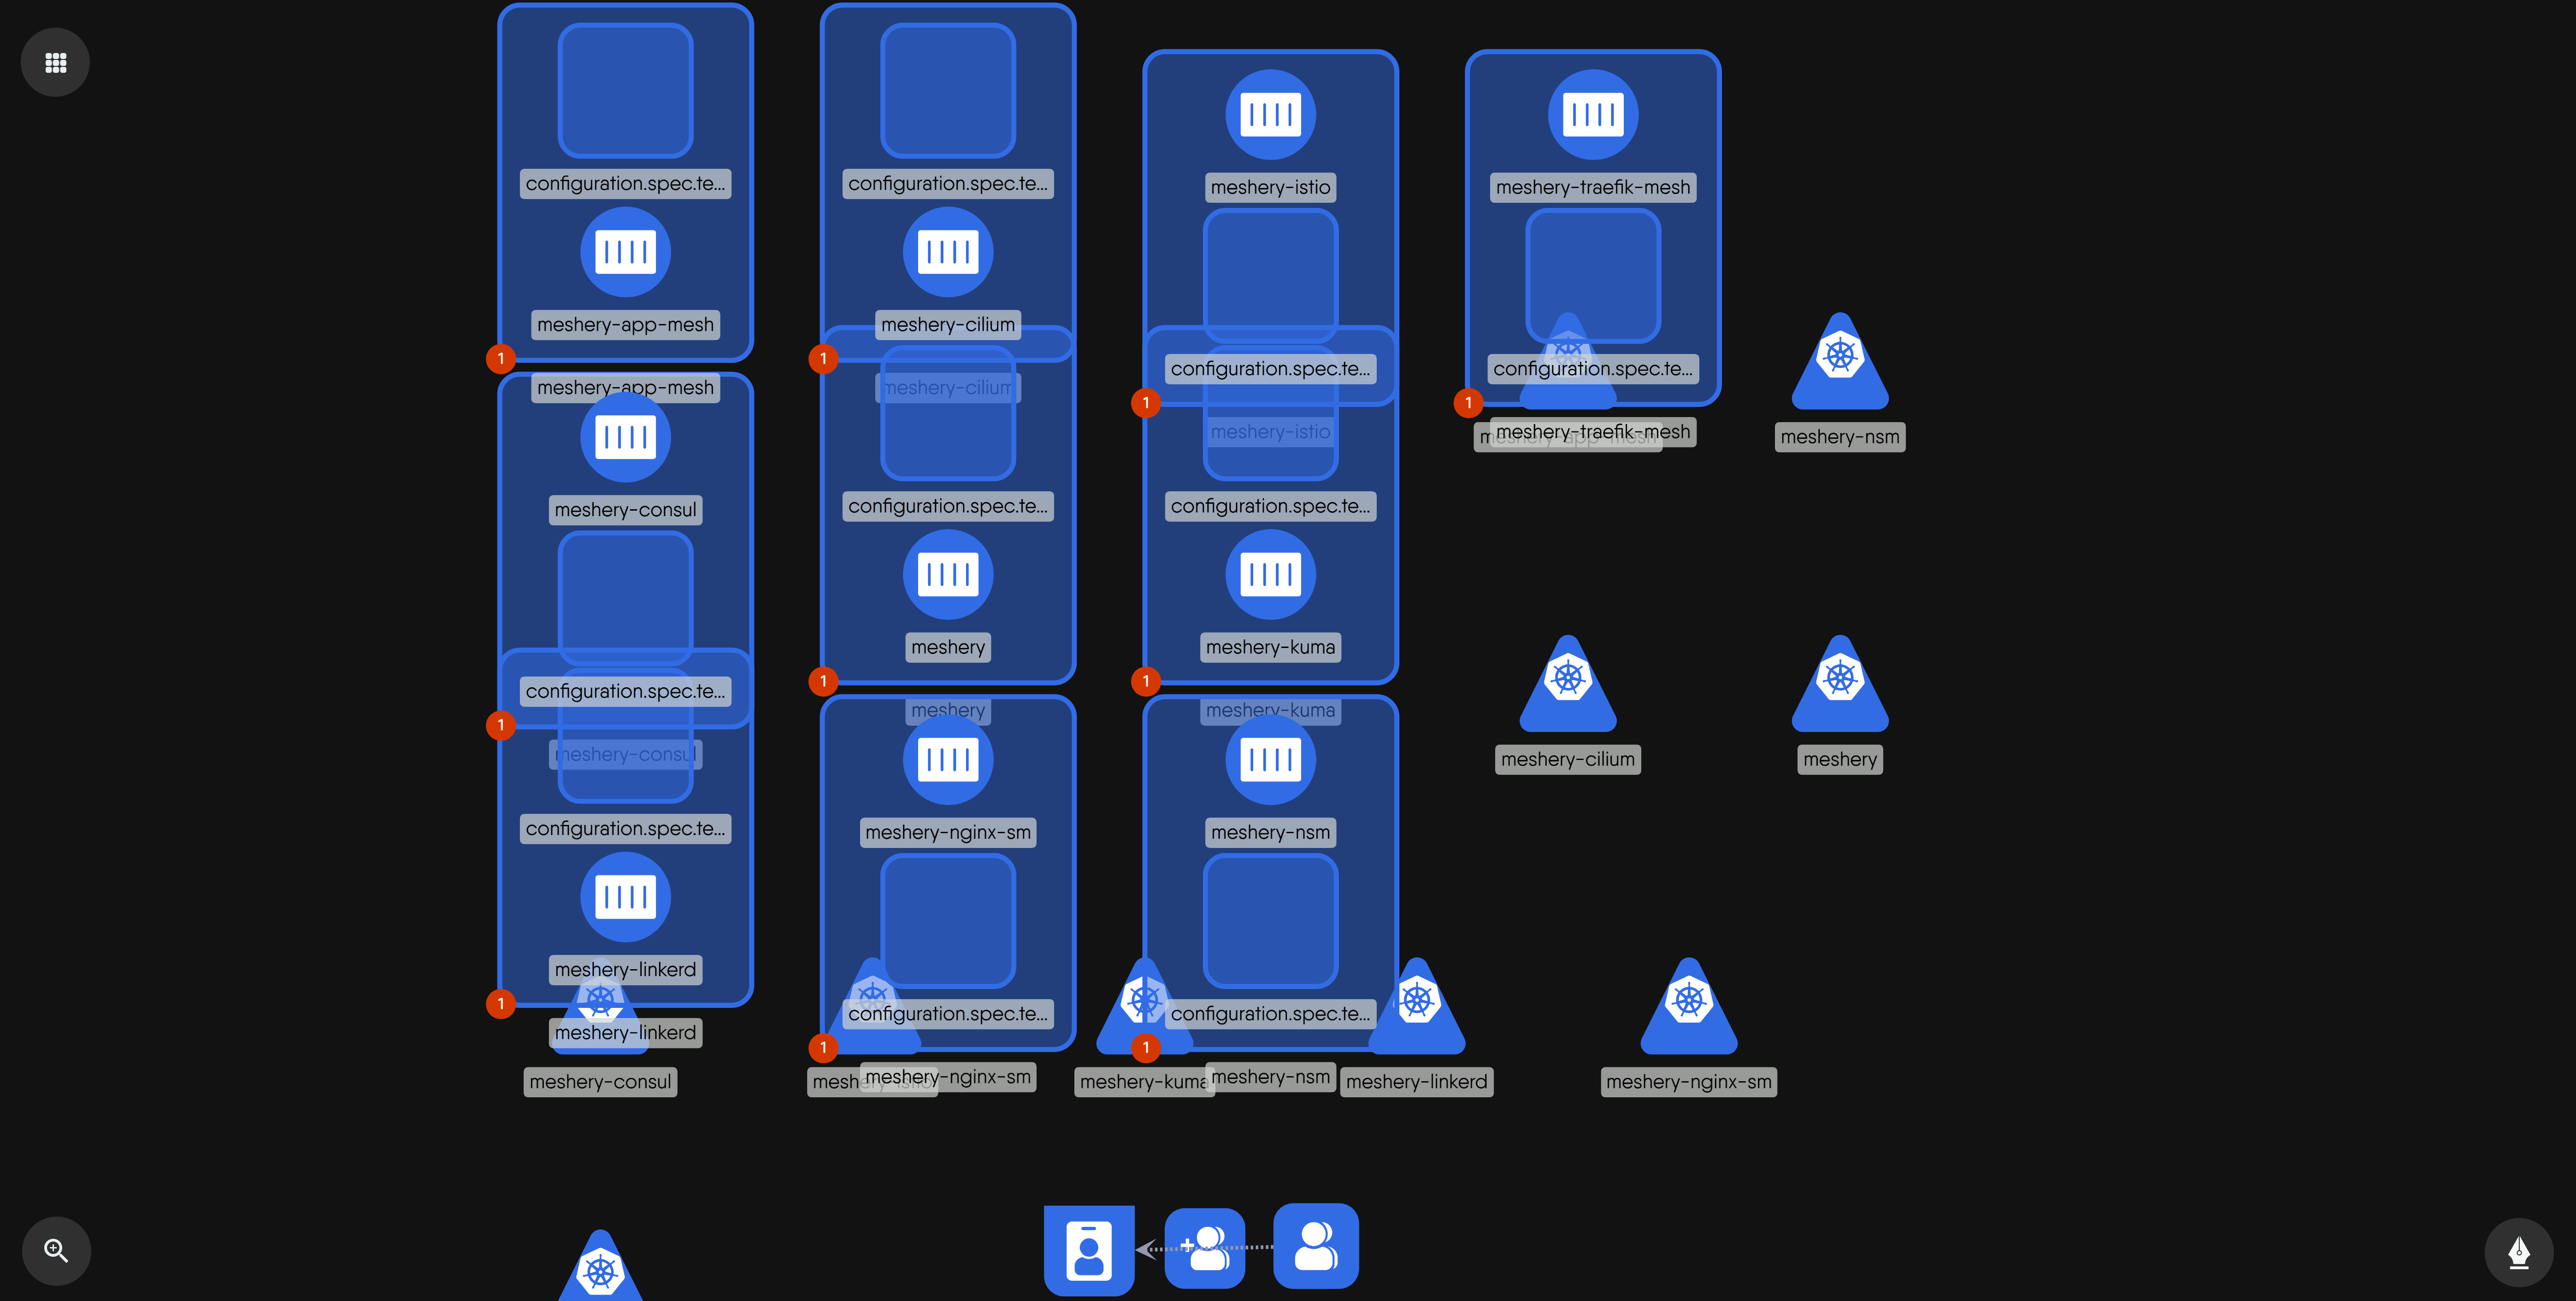 configuration.spec.te...
configuration.spec.te...
meshery-istio
meshery-traefik-mesh
meshery-app-mesh
meshery-cilium
1
1
meshery-app-mesh
meshery-cilium
configuration.spec.te...
configuration.spec.te...
1
1
meshery-istio
meshery-traefik-mesh
meshery-app-mesh
meshery-nsm
meshery-consul
configuration.spec.te...
configuration.spec.te...
meshery
meshery-kuma
configuration.spec.te...
1
1
1
meshery
meshery-kuma
meshery-consul
meshery-cilium
meshery
configuration.spec.te...
meshery-nginx-sm
meshery-nsm
meshery-linkerd
1
configuration.spec.te...
configuration.spec.te...
meshery-linkerd
1
1
meshery-consul
meshery-istio
meshery-nginx-sm
meshery-kuma
meshery-nsm
meshery-linkerd
meshery-nginx-sm